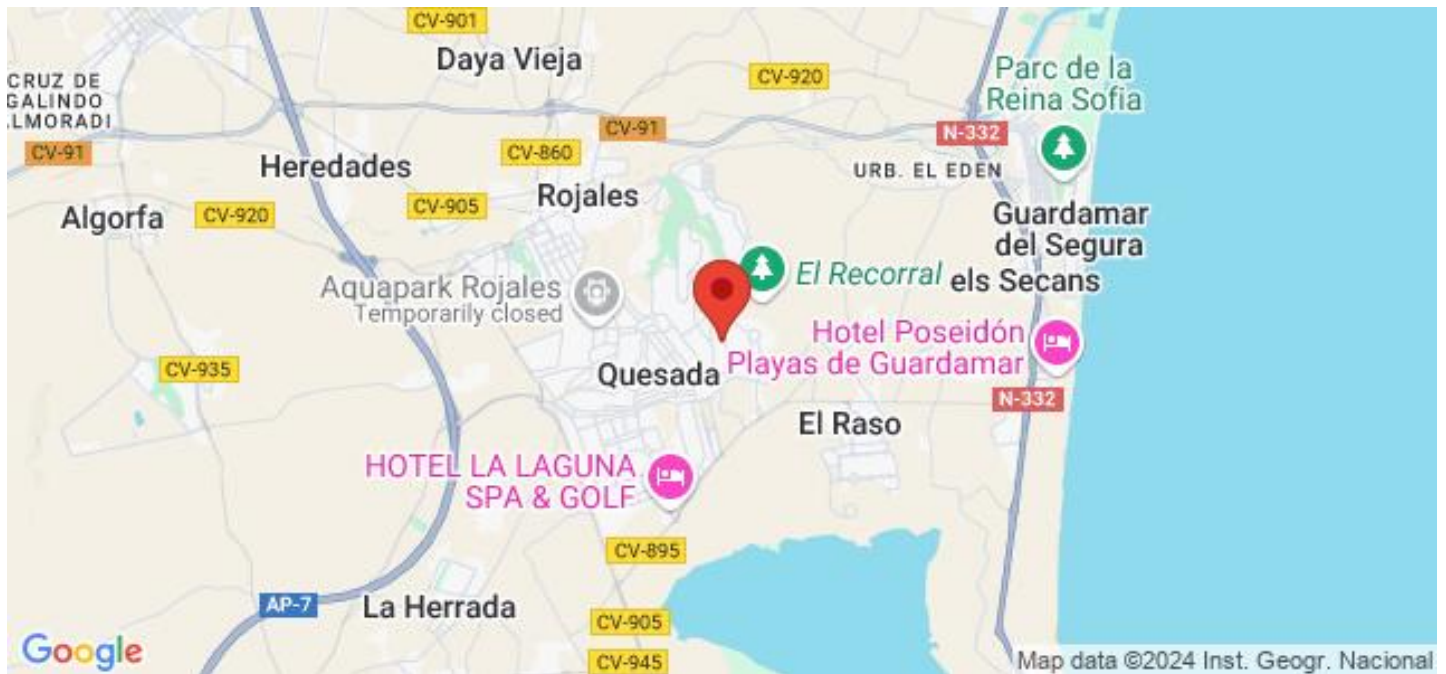 CV-901
Daya Vieja
CV-920
Parc de la
Reina Sofia
CRUZ DE
GALINDO
ALMORADI
CV-91
CV-91
N-332
CV-860
Heredades
URB. EL EDEN
Rojales
Algorfa
CV-920
CV-905
Guardamar
del Segura
El Recorral
els Secans
Aquapark Rojales
Temporarily closed
Hotel Poseidón
Playas de Guardamar
CV-935
Quesada
N-332
El Raso
HOTEL LA LAGUNA
SPA & GOLF
CV-895
AP-7
La Herrada
CV-905
Google
CV-945
Map data ©2024 Inst. Geogr. Nacional